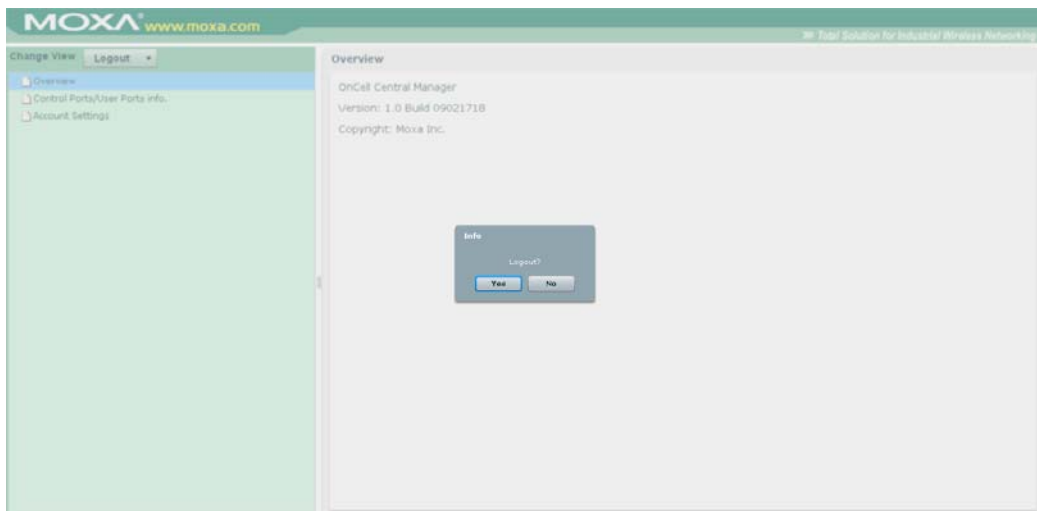 MOXA® www.moxa.com
Total Solution for Industrial Wireless Networking
Change View Logout
Overview
Control Ports/User Ports info.
Account Settings
Overview
OnCell Central Manager
Version: 1.0 Build 09021718
Copyright: Moxa Inc.
Info
Logout?
Yes No